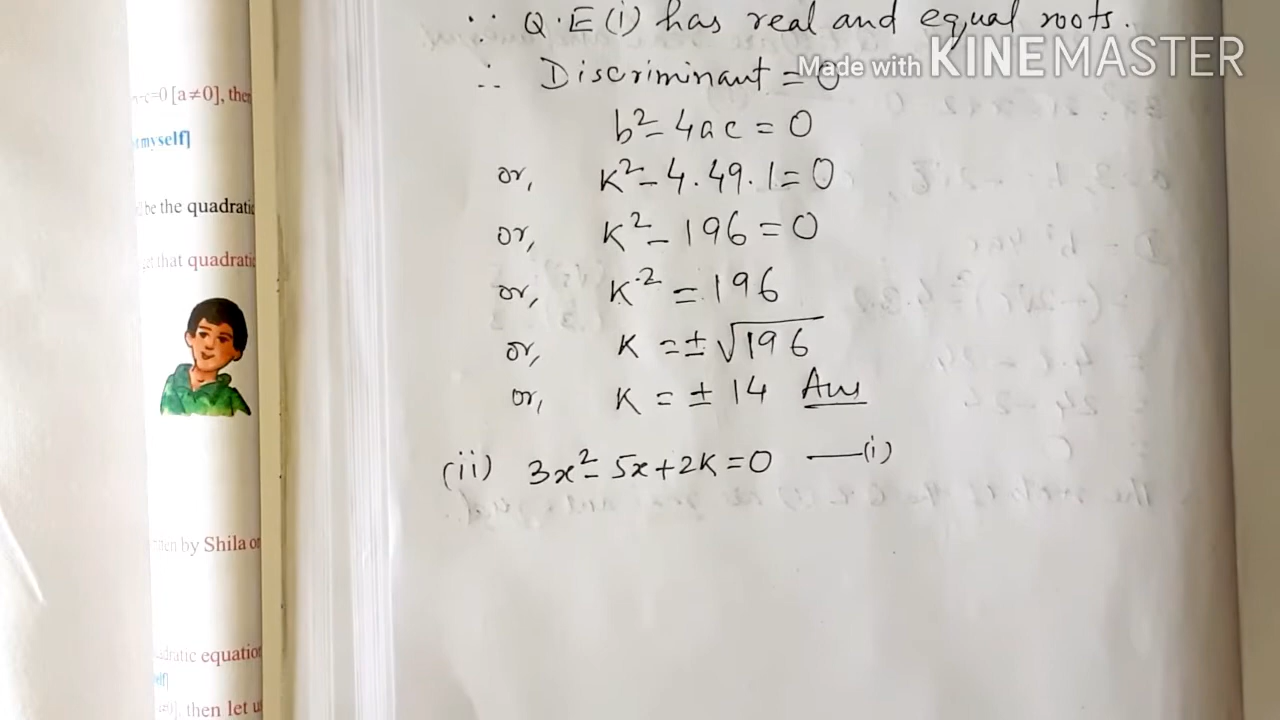 ∵ Q.E (i) has real and equal roots.
Made with KINEMASTER
∴ Discriminant = 0
b² - 4ac = 0
or, K² - 4.49.1 = 0
or, K² - 196 = 0
or, K² = 196
or, K = ± √196
or, K = ± 14 Ans
(ii) 3x² - 5x + 2K = 0 —(i)
=0 [a≠0], then
myself]
be the quadratic
that quadratic
by Shila or
equation
then let u